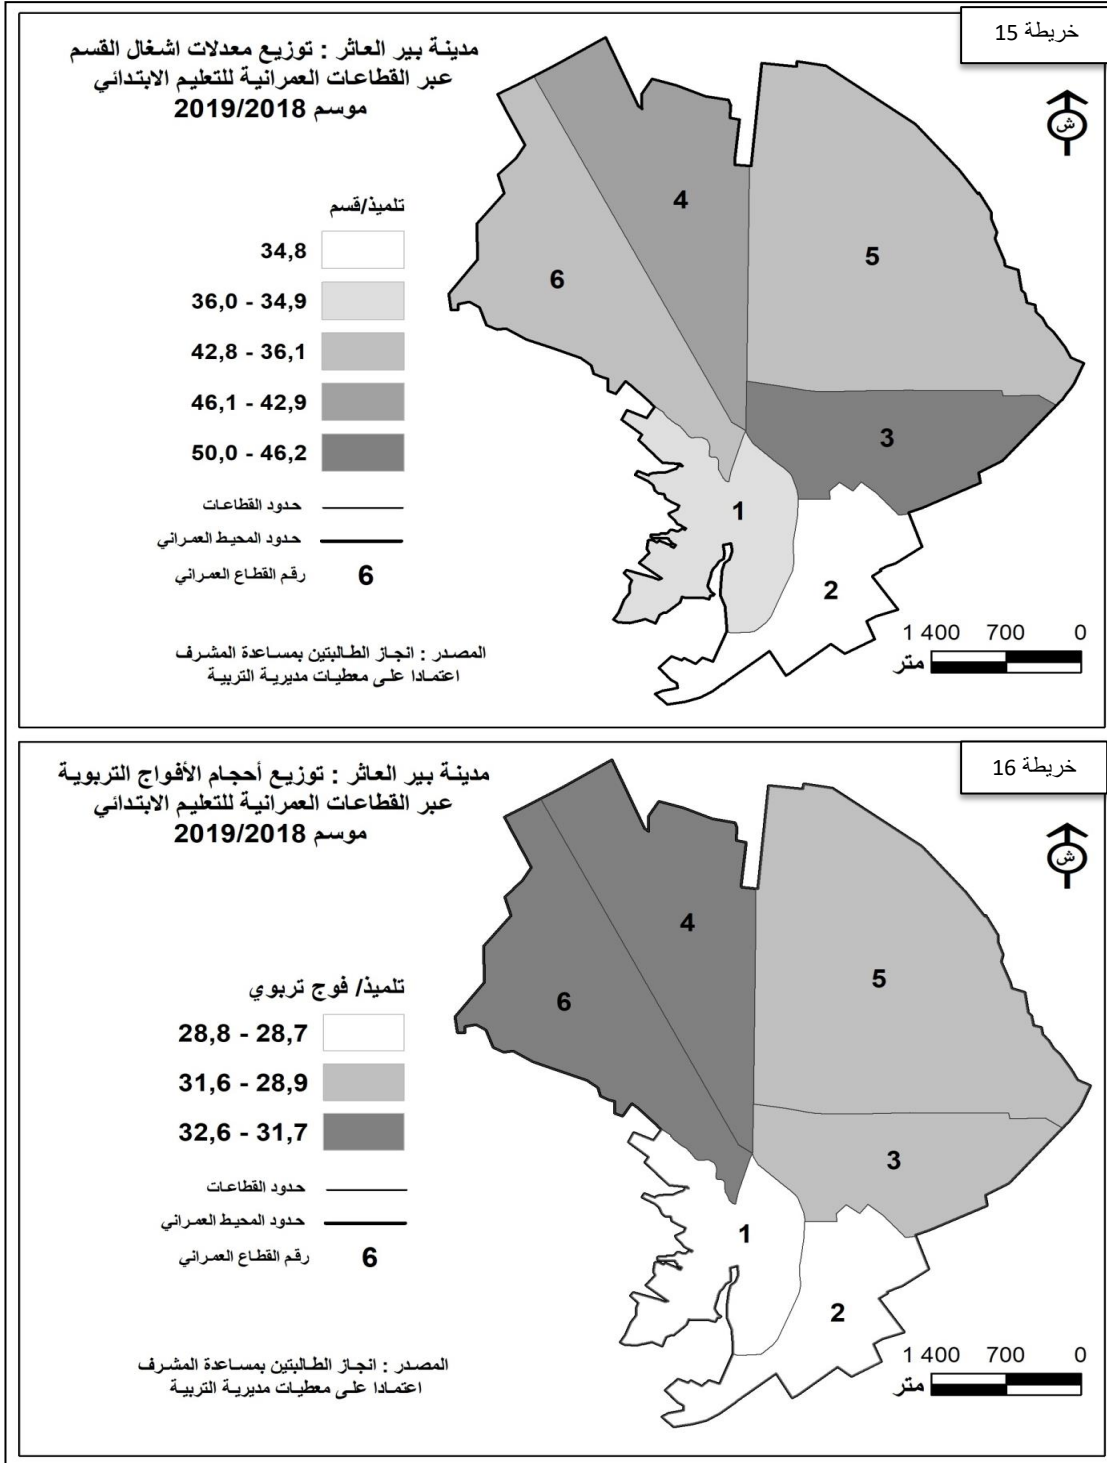 خريطة 15
مدينة بير العاثر : توزيع معدلات اشغال القسم
عبر القطاعات العمرانية للتعليم الابتدائي
موسم 2019/2018
ش
تلميذ/قسم
34,8
36,0 - 34,9
42,8 - 36,1
46,1 - 42,9
50,0 - 46,2
حدود القطاعات
حدود المحيط العمراني
رقم القطاع العمراني 6
4
5
6
3
1
2
1 400 700 0
متر
المصدر : انجاز الطالبتين بمساعدة المشرف
اعتمادا على معطيات مديرية التربية
خريطة 16
مدينة بير العاثر : توزيع أحجام الأفواج التربوية
عبر القطاعات العمرانية للتعليم الابتدائي
موسم 2019/2018
ش
تلميذ/ فوج تربوي
28,8 - 28,7
31,6 - 28,9
32,6 - 31,7
حدود القطاعات
حدود المحيط العمراني
رقم القطاع العمراني 6
4
5
6
3
1
2
1 400 700 0
متر
المصدر : انجاز الطالبتين بمساعدة المشرف
اعتمادا على معطيات مديرية التربية